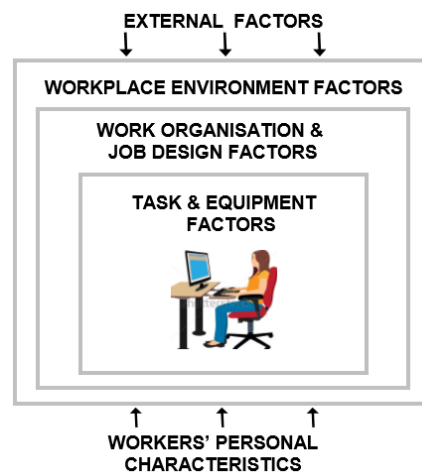 EXTERNAL FACTORS
WORKPLACE ENVIRONMENT FACTORS
WORK ORGANISATION &
JOB DESIGN FACTORS
TASK & EQUIPMENT
FACTORS
WORKERS' PERSONAL
CHARACTERISTICS